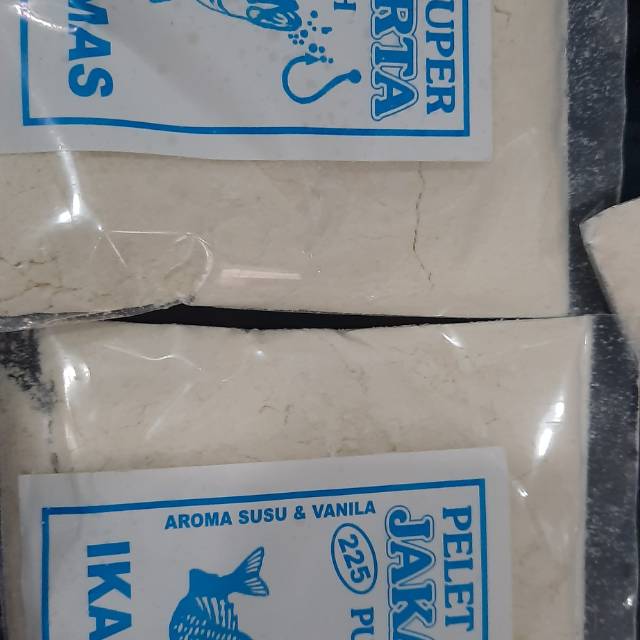 SUPER
RTA
H
MAS
AROMA SUSU & VANILA
PELET
JAKA
225 PU
IKA